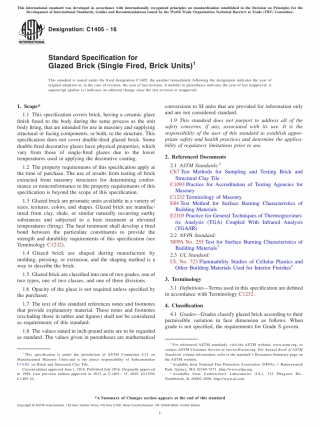 This international standard was developed in accordance with internationally recognized principles on standardization established in the Decision on Principles for the
Development of International Standards, Guides and Recommendations issued by the World Trade Organization Technical Barriers to Trade (TBT) Committee.
Designation: C1405 − 16
Standard Specification for
Glazed Brick (Single Fired, Brick Units)1
This standard is issued under the fixed designation C1405; the number immediately following the designation indicates the year of
original adoption or, in the case of revision, the year of last revision. A number in parentheses indicates the year of last reapproval. A
superscript epsilon (ε) indicates an editorial change since the last revision or reapproval.
1. Scope*
1.1 This specification covers brick, having a ceramic glaze
finish fused to the body during the same process as the unit
body firing, that are intended for use in masonry and supplying
structural or facing components, or both, to the structure. This
specification does not cover double-fired glazed brick. Some
double-fired decorative glazes have physical properties, which
vary from those of single-fired glazes due to the lower
temperatures used in applying the decorative coating.
1.2 The property requirements of this specification apply at
the time of purchase. The use of results from testing of brick
extracted from masonry structures for determining confor-
mance or nonconformance to the property requirements of this
specification is beyond the scope of this specification.
1.3 Glazed brick are prismatic units available in a variety of
sizes, textures, colors, and shapes. Glazed brick are manufac-
tured from clay, shale, or similar naturally occurring earthy
substances and subjected to a heat treatment at elevated
temperatures (firing). The heat treatment shall develop a fired
bond between the particulate constituents to provide the
strength and durability requirements of this specification (see
Terminology C1232).
1.4 Glazed brick are shaped during manufacture by
molding, pressing, or extrusion, and the shaping method is a
way to describe the brick.
1.5 Glazed brick are classified into one of two grades, one of
two types, one of two classes, and one of three divisions.
1.6 Opacity of the glaze is not required unless specified by
the purchaser.
1.7 The text of this standard references notes and footnotes
that provide explanatory material. These notes and footnotes
(excluding those in tables and figures) shall not be considered
as requirements of this standard.
1.8 The values stated in inch-pound units are to be regarded
as standard. The values given in parentheses are mathematical
conversions to SI units that are provided for information only
and are not considered standard.
1.9 This standard does not purport to address all of the
safety concerns, if any, associated with its use. It is the
responsibility of the user of this standard to establish appro-
priate safety and health practices and determine the applica-
bility of regulatory limitations prior to use.
2. Referenced Documents
2.1 ASTM Standards:2
C67 Test Methods for Sampling and Testing Brick and
Structural Clay Tile
C1093 Practice for Accreditation of Testing Agencies for
Masonry
C1232 Terminology of Masonry
E84 Test Method for Surface Burning Characteristics of
Building Materials
E2105 Practice for General Techniques of Thermogravimet-
ric Analysis (TGA) Coupled With Infrared Analysis
(TGA/IR)
2.2 NFPA Standard:
NFPA No. 255 Test for Surface Burning Characteristics of
Building Materials3
2.3 UL Standard:
UL No. 723 Flammability Studies of Cellular Plastics and
Other Building Materials Used for Interior Finishes4
3. Terminology
3.1 Definitions—Terms used in this specification are defined
in accordance with Terminology C1232.
4. Classification
4.1 Grades—Grades classify glazed brick according to their
permissible variation in face dimension as follows. When
grade is not specified, the requirements for Grade S govern.
1 This specification is under the jurisdiction of ASTM Committee C15 on
Manufactured Masonry Units and is the direct responsibility of Subcommittee
C15.02 on Brick and Structural Clay Tile.
Current edition approved June 1, 2016. Published July 2016. Originally approved
in 1998. Last previous edition approved in 2015 as C1405 – 15. DOI: 10.1520/
C1405-16.
2 For referenced ASTM standards, visit the ASTM website, www.astm.org, or
contact ASTM Customer Service at service@astm.org. For Annual Book of ASTM
Standards volume information, refer to the standard's Document Summary page on
the ASTM website.
3 Available from National Fire Protection Association (NFPA), 1 Batterymarch
Park, Quincy, MA 02169-7471, http://www.nfpa.org.
4 Available from Underwriters Laboratories (UL), 333 Pfingsten Rd.,
Northbrook, IL 60062-2096, http://www.ul.com.
*A Summary of Changes section appears at the end of this standard
Copyright © ASTM International, 100 Barr Harbor Drive, PO Box C700, West Conshohocken, PA 19428-2959. United States
1